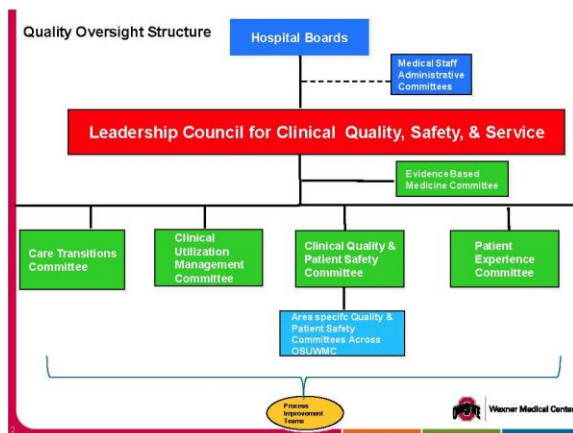 Quality Oversight Structure
Hospital Boards
Medical Staff
Administrative
Committees
Leadership Council for Clinical Quality, Safety, & Service
Evidence Based
Medicine Committee
Care Transitions
Committee
Clinical
Utilization
Management
Committee
Clinical Quality &
Patient Safety
Committee
Patient
Experience
Committee
Area specifc Quality &
Patient Safety
Committees Across
OSUWMC
Process
Improvement
Teams
Wexner Medical Center